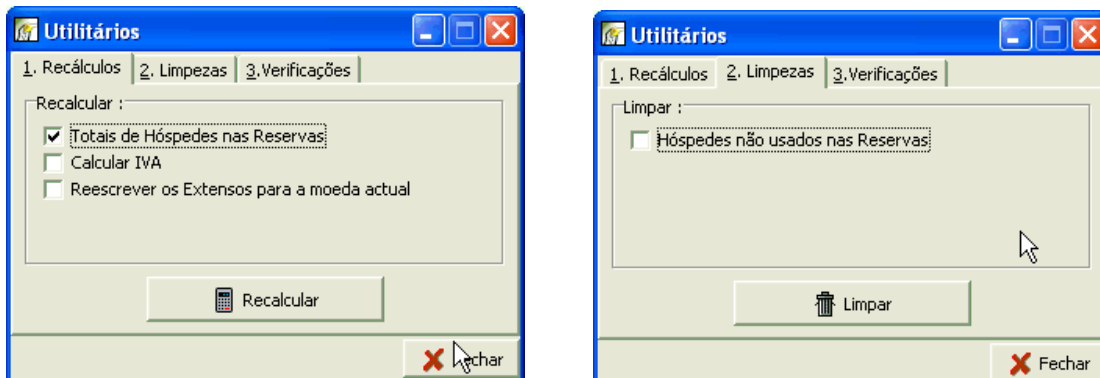 Utilitários
1. Recálculos 2. Limpezas 3.Verificações
Recalcular :
Totais de Hóspedes nas Reservas
Calcular IVA
Reescrever os Extensos para a moeda actual
Recalcular
Fechar
Utilitários
1. Recálculos 2. Limpezas 3.Verificações
Limpar :
Hóspedes não usados nas Reservas
Limpar
Fechar